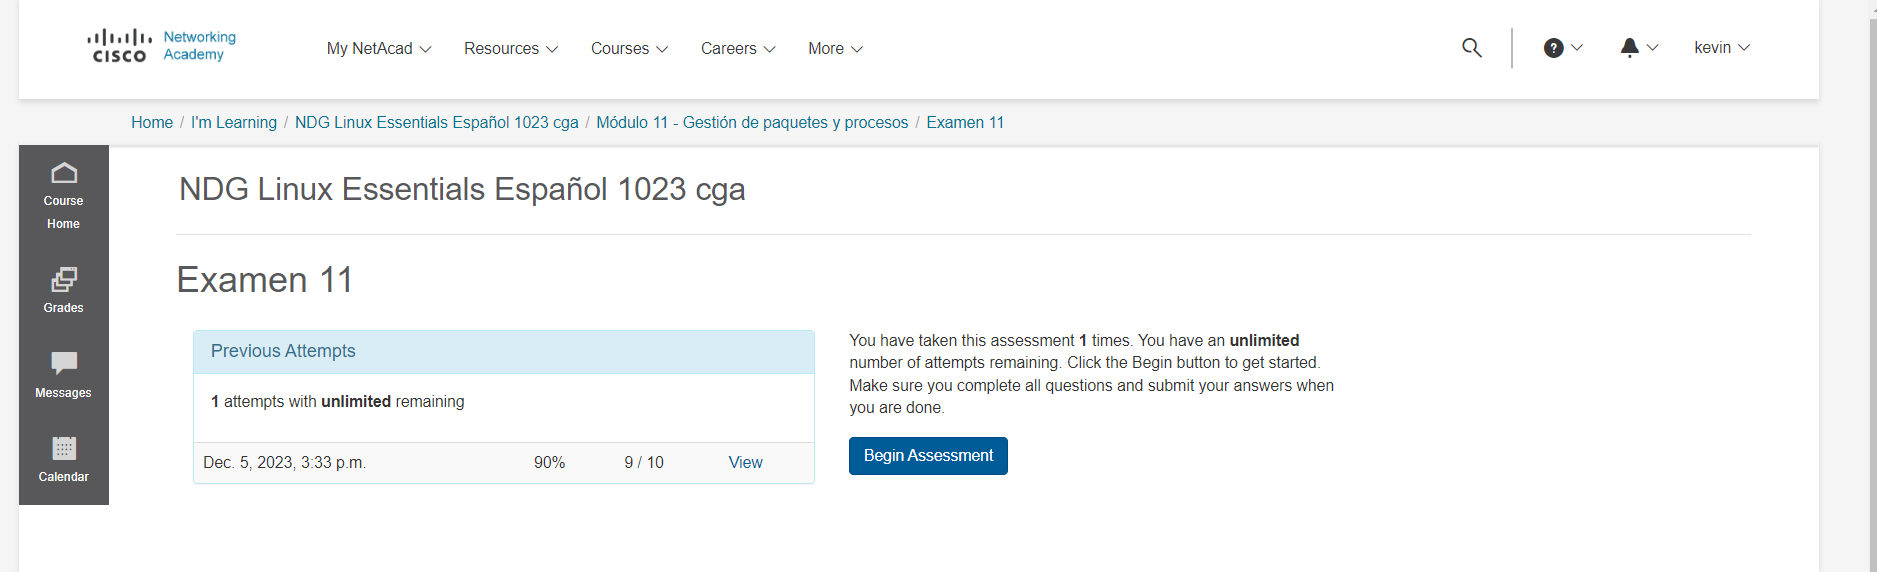 CISCO Networking Academy
My NetAcad Resources Courses Careers More ? kevin
Home / I'm Learning / NDG Linux Essentials Español 1023 cga / Módulo 11 - Gestión de paquetes y procesos / Examen 11
Course
Home
Grades
Messages
Calendar
NDG Linux Essentials Español 1023 cga
Examen 11
Previous Attempts
1 attempts with unlimited remaining
Dec. 5, 2023, 3:33 p.m. 90% 9 / 10 View
You have taken this assessment 1 times. You have an unlimited
number of attempts remaining. Click the Begin button to get started.
Make sure you complete all questions and submit your answers when
you are done.
Begin Assessment